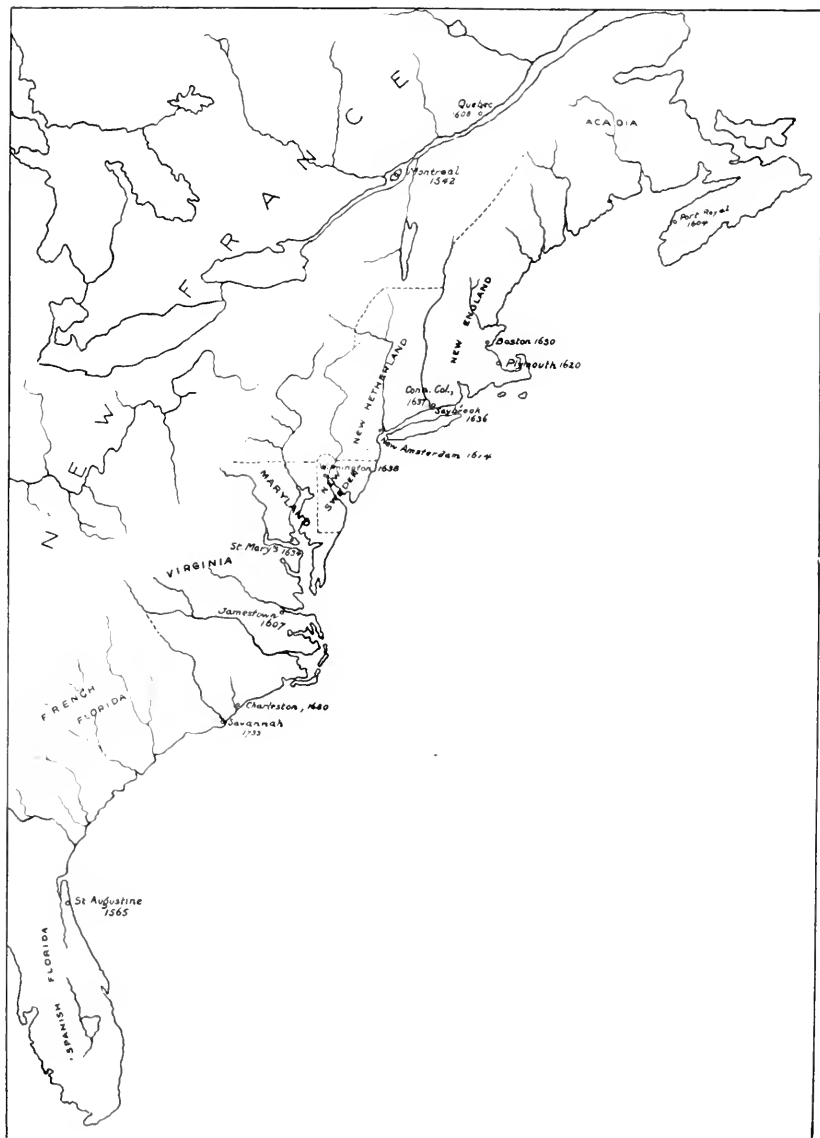 NEW FRANCE
Quebec
1608
ACADIA
Montreal
1542
Port Royal
1604
NEW ENGLAND
Boston 1630
Plymouth 1620
Conn. Col.,
1637
Saybrook
1636
NEW NETHERLAND
New Amsterdam 1614
Wilmington 1638
NEW
SWEDEN
MARYLAND
St. Mary's 1634
VIRGINIA
Jamestown
1607
FRENCH
FLORIDA
Charleston, 1680
Savannah
1733
St Augustine
1565
SPANISH FLORIDA